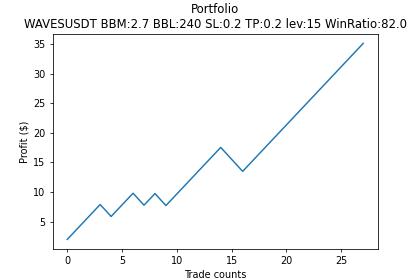 Portfolio
WAVESUSDT BBM:2.7 BBL:240 SL:0.2 TP:0.2 lev:15 WinRatio:82.0
Profit ($)
35
30
25
20
15
10
5
0 5 10 15 20 25
Trade counts